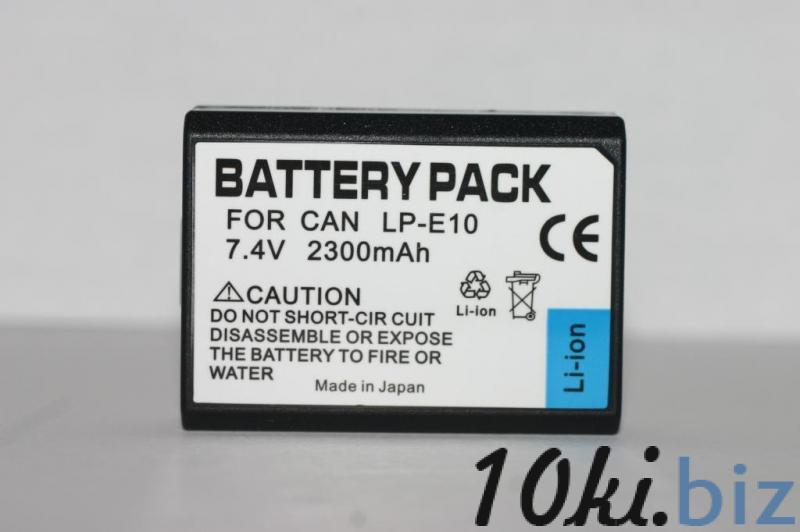 BATTERY PACK
FOR CAN LP-E10
7.4V 2300mAh
CE
⚠CAUTION
DO NOT SHORT-CIR CUIT
DISASSEMBLE OR EXPOSE
THE BATTERY TO FIRE OR
WATER
Made in Japan
Li-ion
Li-ion
10ki.biz